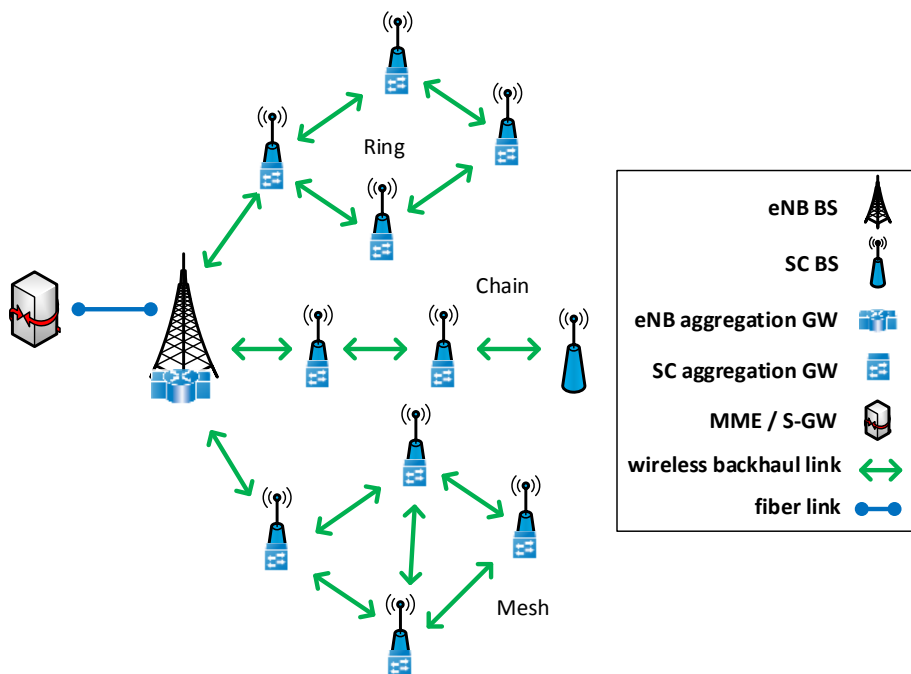 Ring
Chain
Mesh
eNB BS
SC BS
eNB aggregation GW
SC aggregation GW
MME / S-GW
wireless backhaul link
fiber link